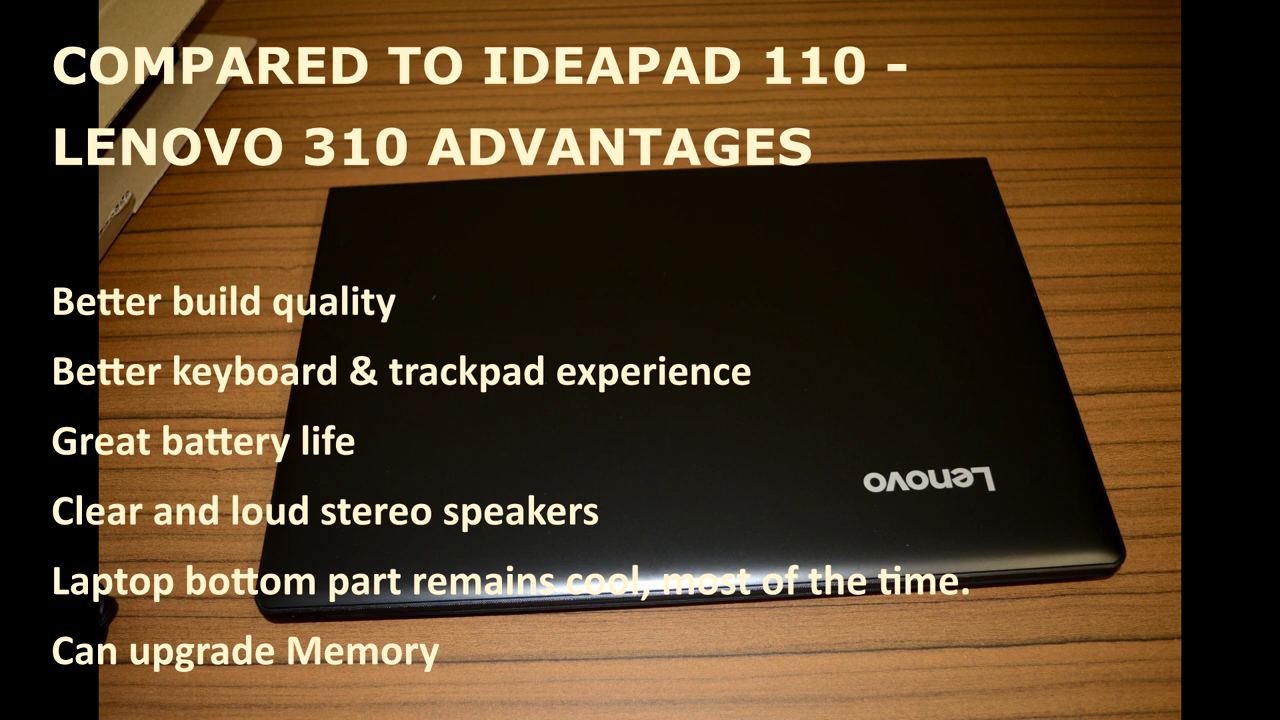 COMPARED TO IDEAPAD 110 -
LENOVO 310 ADVANTAGES
Better build quality
Better keyboard & trackpad experience
Great battery life
Lenovo
Clear and loud stereo speakers
Laptop bottom part remains cool, most of the time.
Can upgrade Memory